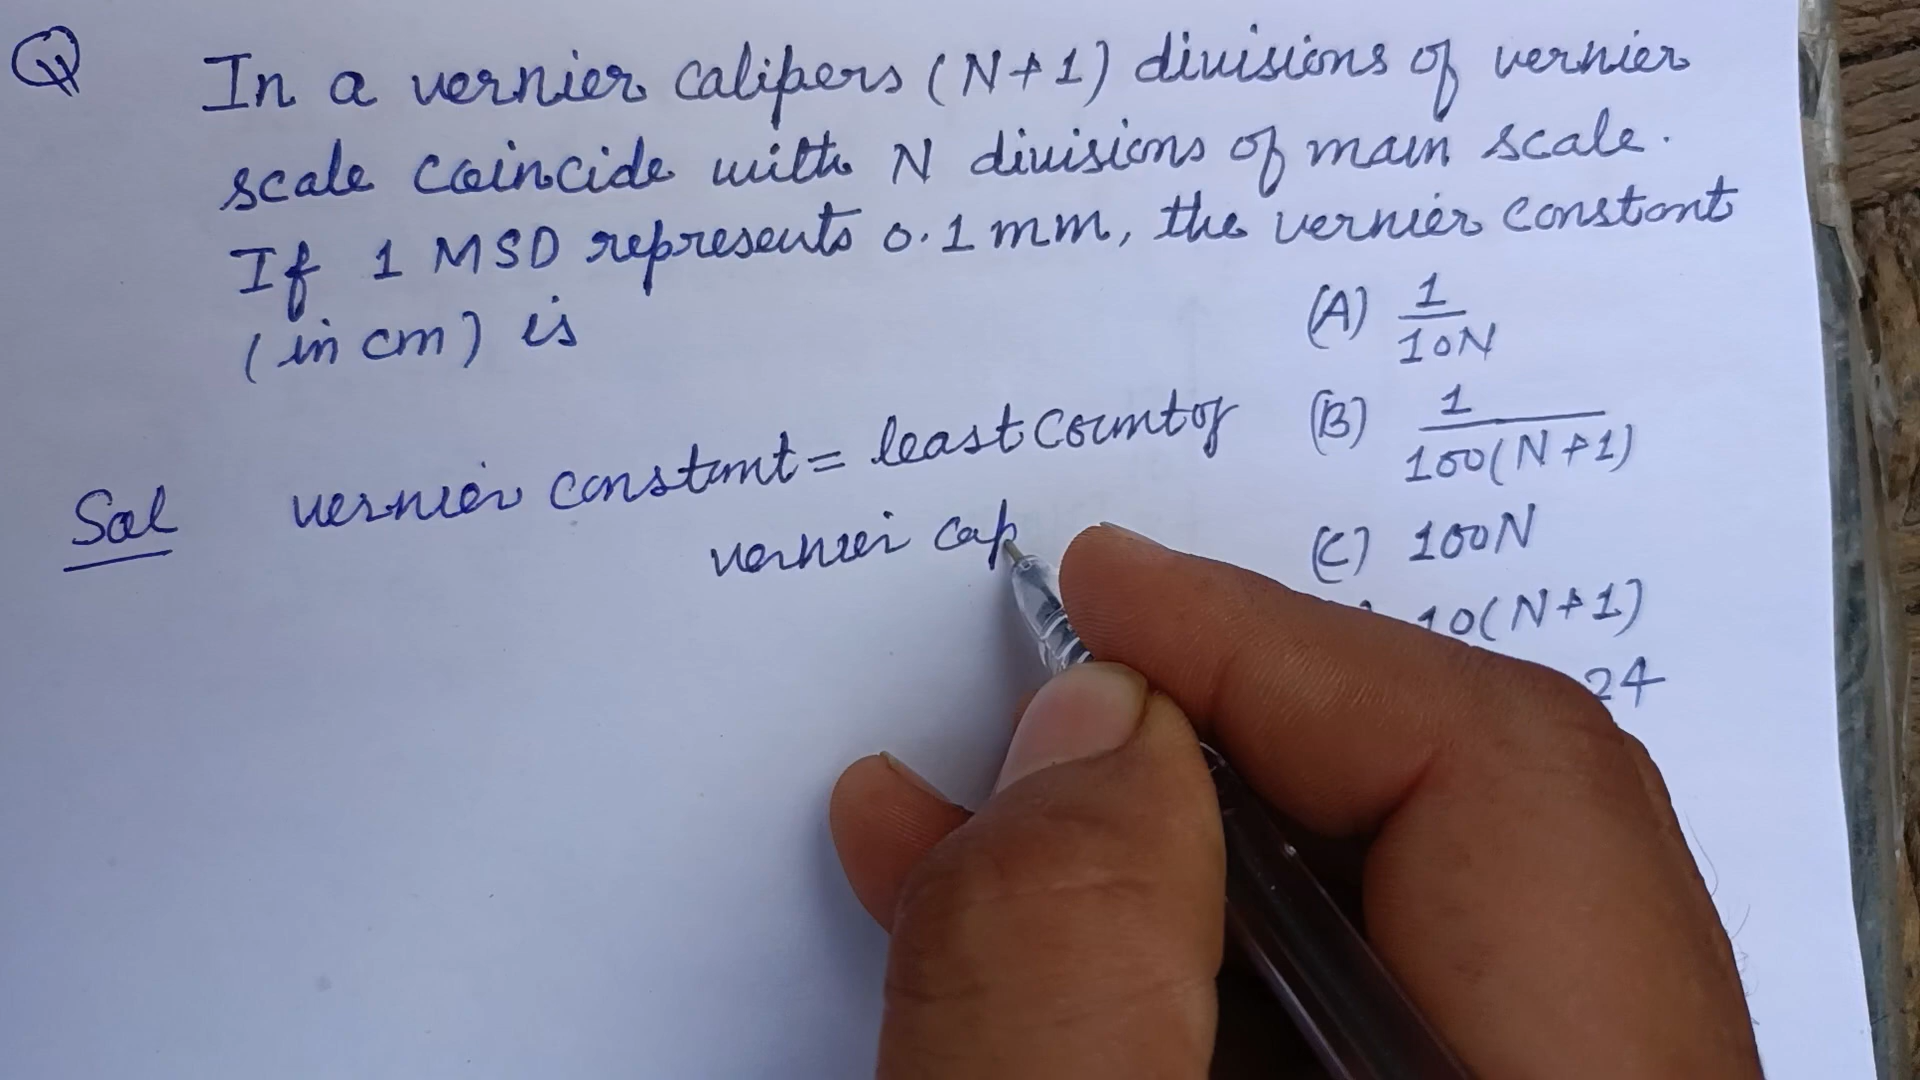 Q In a vernier calipers (N+1) divisions of vernier
scale coincide with N divisions of main scale.
If 1 MSD represents 0.1 mm, the vernier constant
(in cm) is
(A) 1/10N
(B) 1/100(N+1)
(C) 100N
10(N+1)
24
Sol vernier constant = least count of
vernier cap